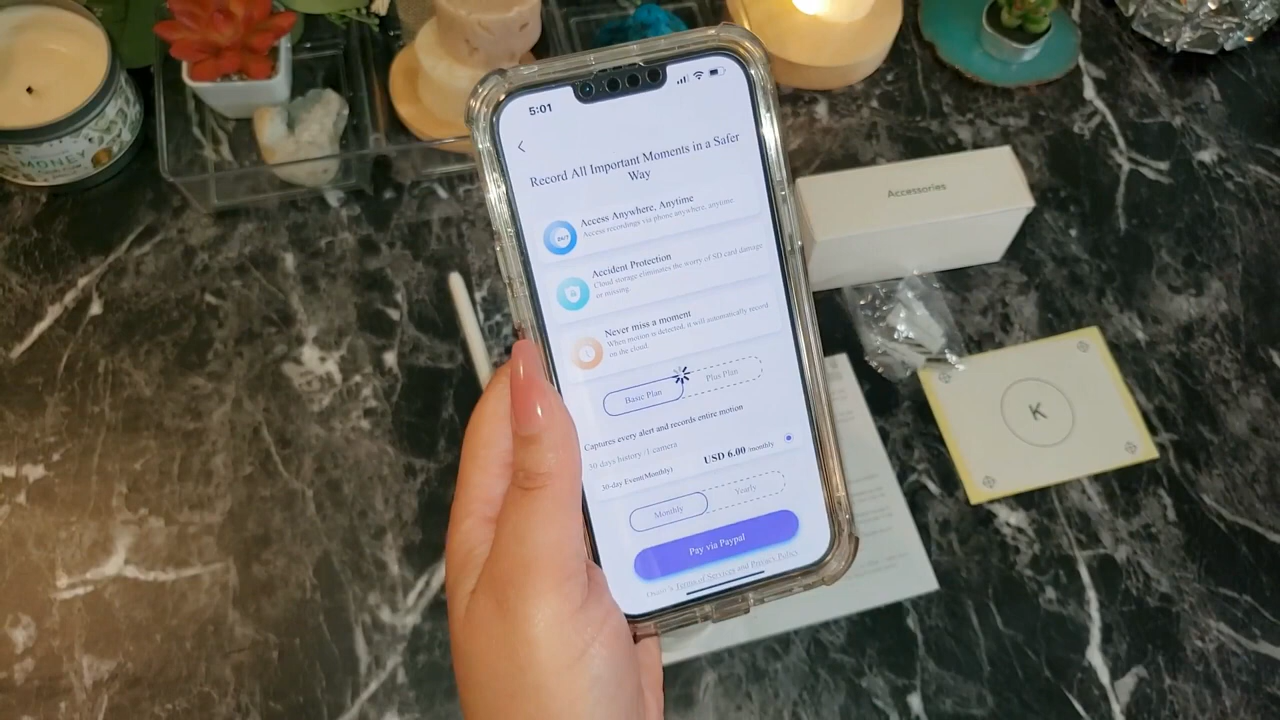 MONEY
5:01
Record All Important Moments in a Safer
Way
24/7
Access Anywhere, Anytime
Access recordings via phone anywhere, anytime
Accident Protection
Cloud storage eliminates the worry of SD card damage
or missing.
Never miss a moment
When motion is detected, it will automatically record
on the cloud.
Basic Plan
Plus Plan
Captures every alert and records entire motion
30 days history /1 camera
30-day Event(Monthly)
USD 6.00 /monthly
Monthly
Yearly
Pay via Paypal
Terms of Services and Privacy Policy
Accessories
K